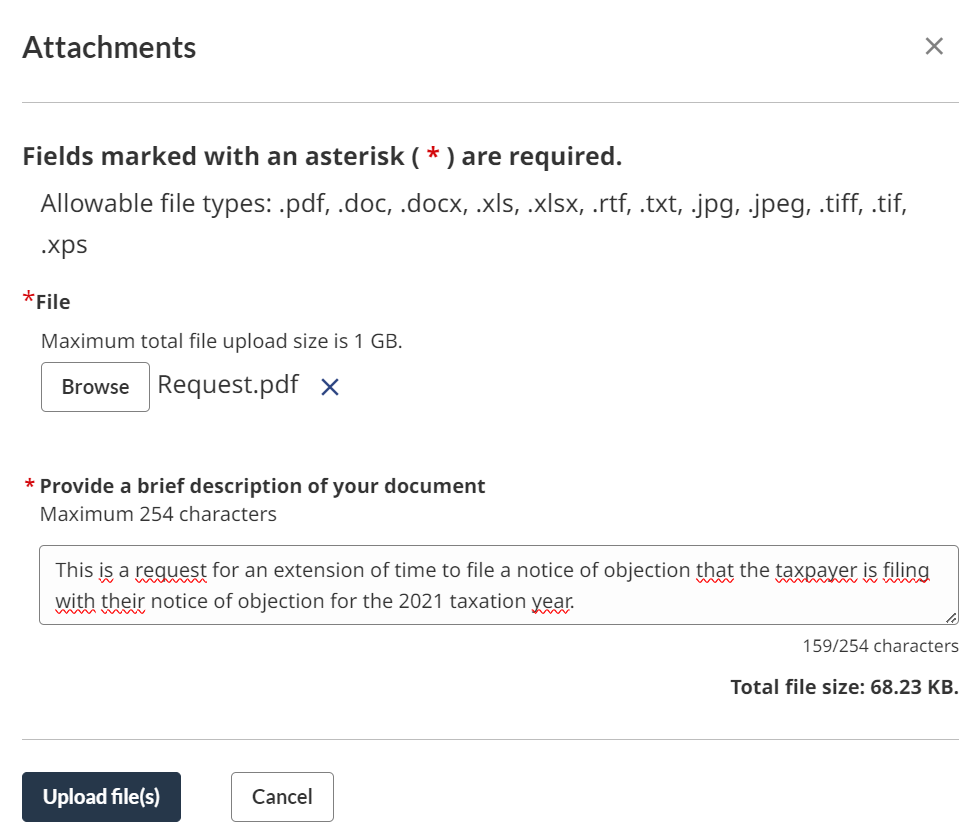 Attachments
Fields marked with an asterisk ( * ) are required.
Allowable file types: .pdf, .doc, .docx, .xls, .xlsx, .rtf, .txt, .jpg, .jpeg, .tiff, .tif,
.xps
*File
Maximum total file upload size is 1 GB.
Browse Request.pdf
* Provide a brief description of your document
Maximum 254 characters
This is a request for an extension of time to file a notice of objection that the taxpayer is filing
with their notice of objection for the 2021 taxation year.
159/254 characters
Total file size: 68.23 KB.
Upload file(s) Cancel